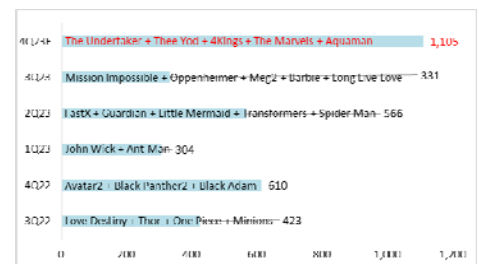 4Q23F The Undertaker + Thee Yod + 4Kings + The Marvels + Aquaman 1,105
3Q23 Mission Impossible + Oppenheimer + Meg2 + Barbie + Long Live Love 331
2Q23 FastX + Guardian + Little Mermaid + Transformers + Spider Man 566
1Q23 John Wick + Ant Man 304
4Q22 Avatar2 + Black Panther2 + Black Adam 610
3Q22 Love Destiny + Thor + One Piece + Minions 423
0 200 400 600 800 1,000 1,200